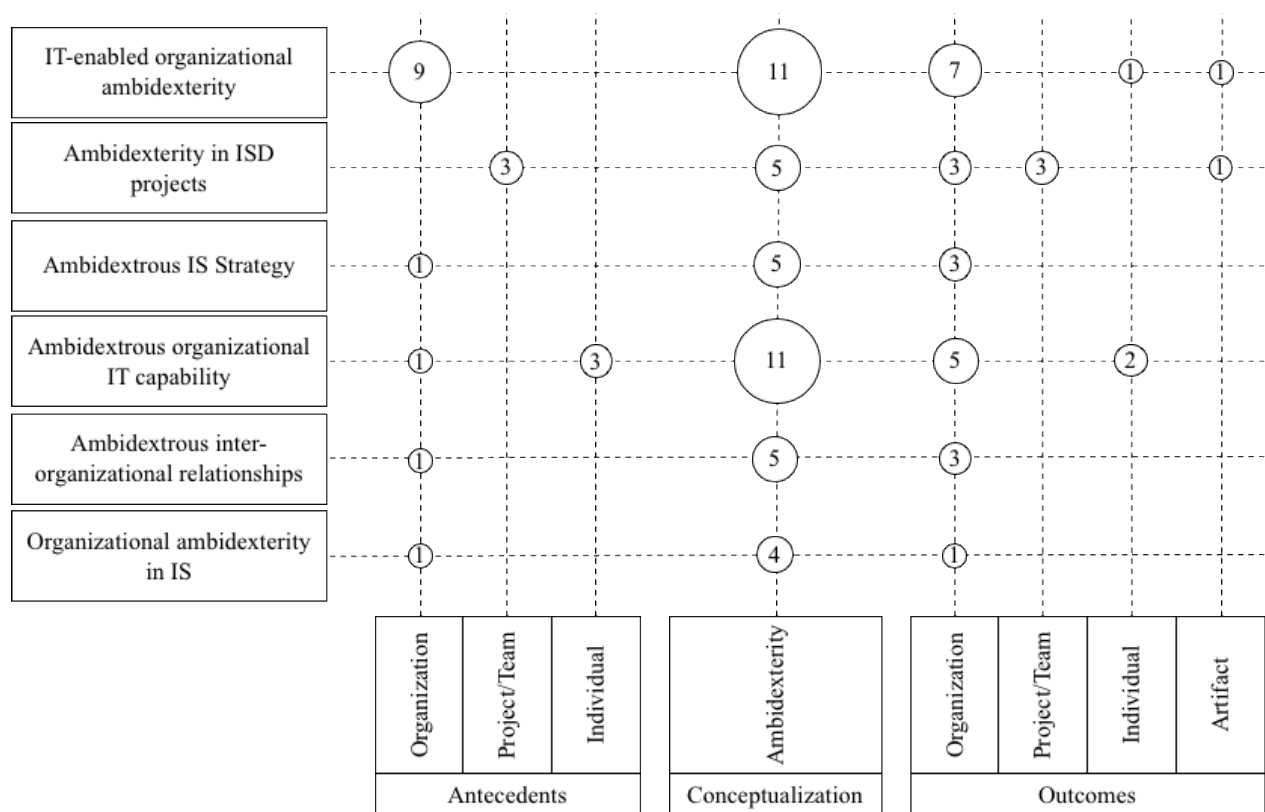 IT-enabled organizational
ambidexterity
9
11
7
1
1
Ambidexterity in ISD
projects
3
5
3
3
1
Ambidextrous IS Strategy
1
5
3
Ambidextrous organizational
IT capability
1
3
11
5
2
Ambidextrous inter-
organizational relationships
1
5
3
Organizational ambidexterity
in IS
1
4
1
Organization
Project/Team
Individual
Ambidexterity
Organization
Project/Team
Individual
Artifact
Antecedents
Conceptualization
Outcomes